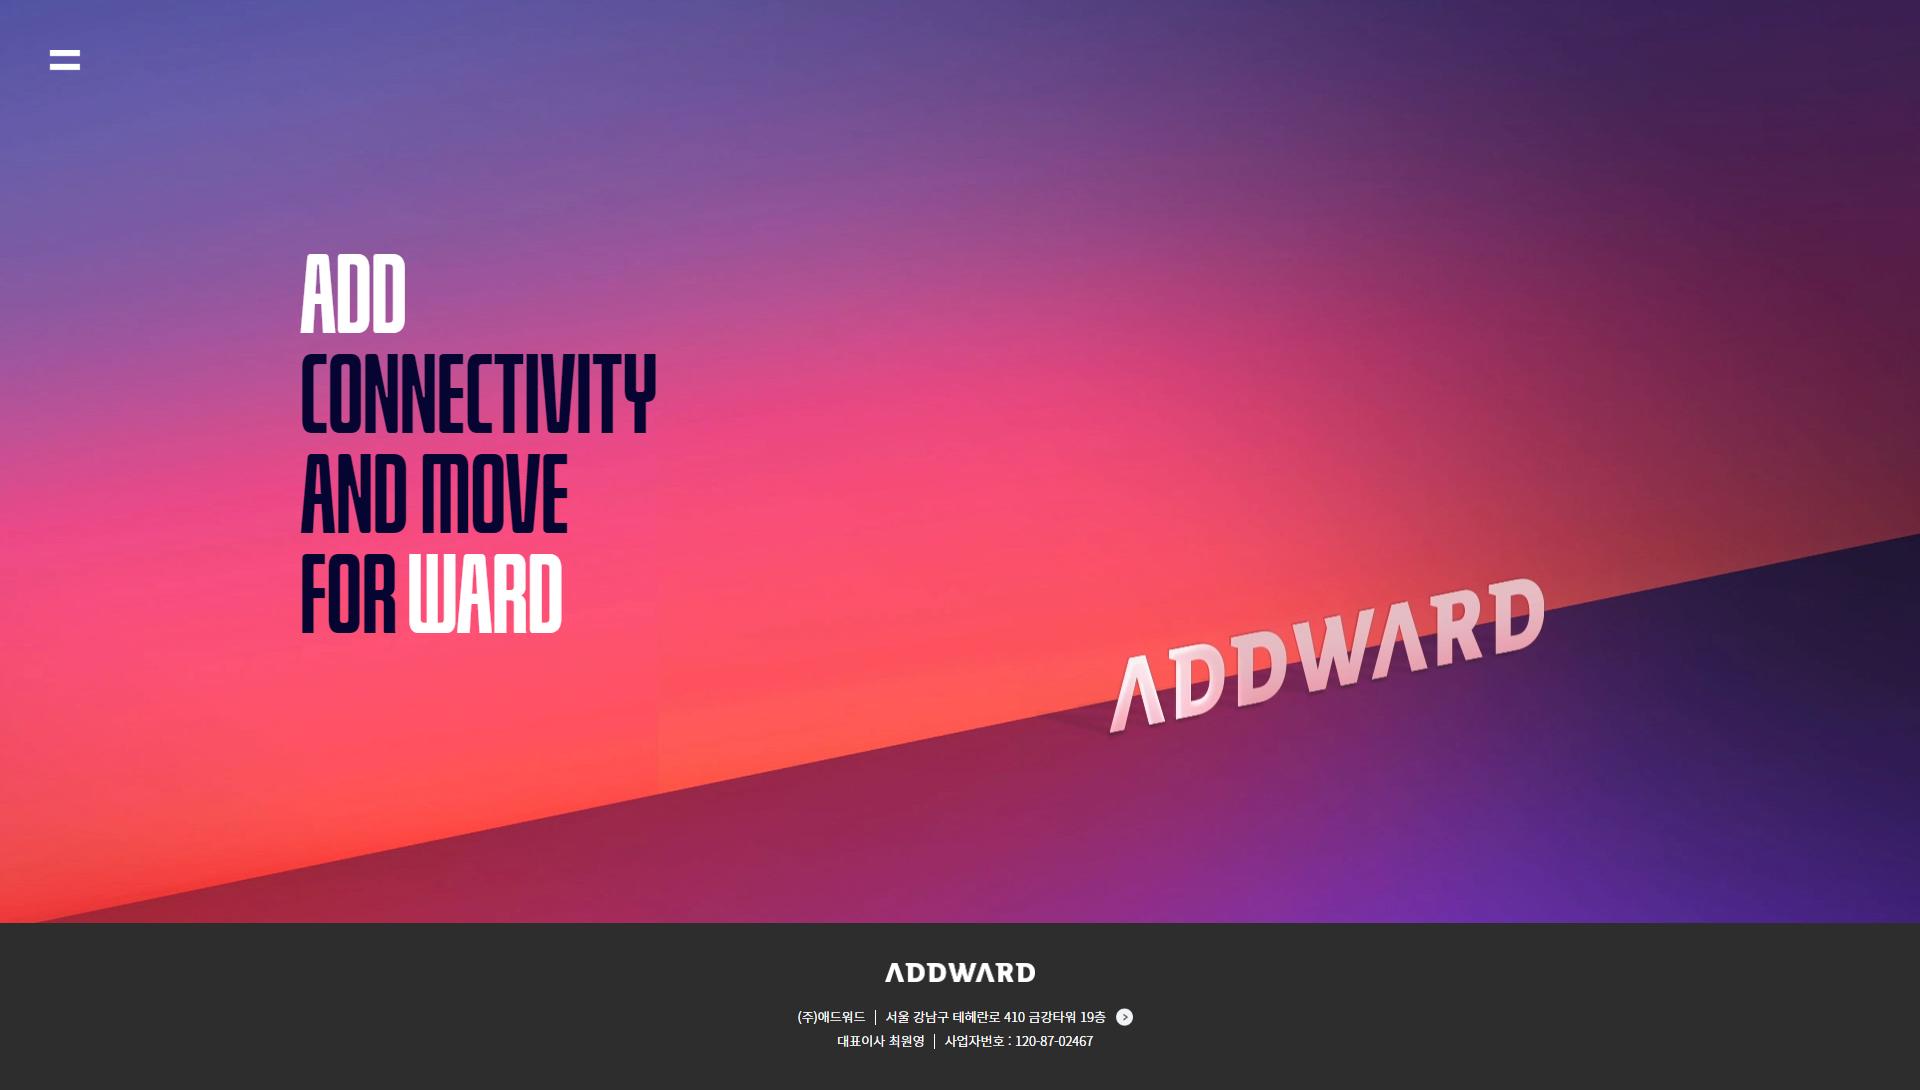 ADD
CONNECTIVITY
AND MOVE
FOR WARD
ADDWARD
ADDWARD
(주)애드워드 | 서울 강남구 테헤란로 410 금강타워 19층
대표이사 최원영 | 사업자번호 : 120-87-02467